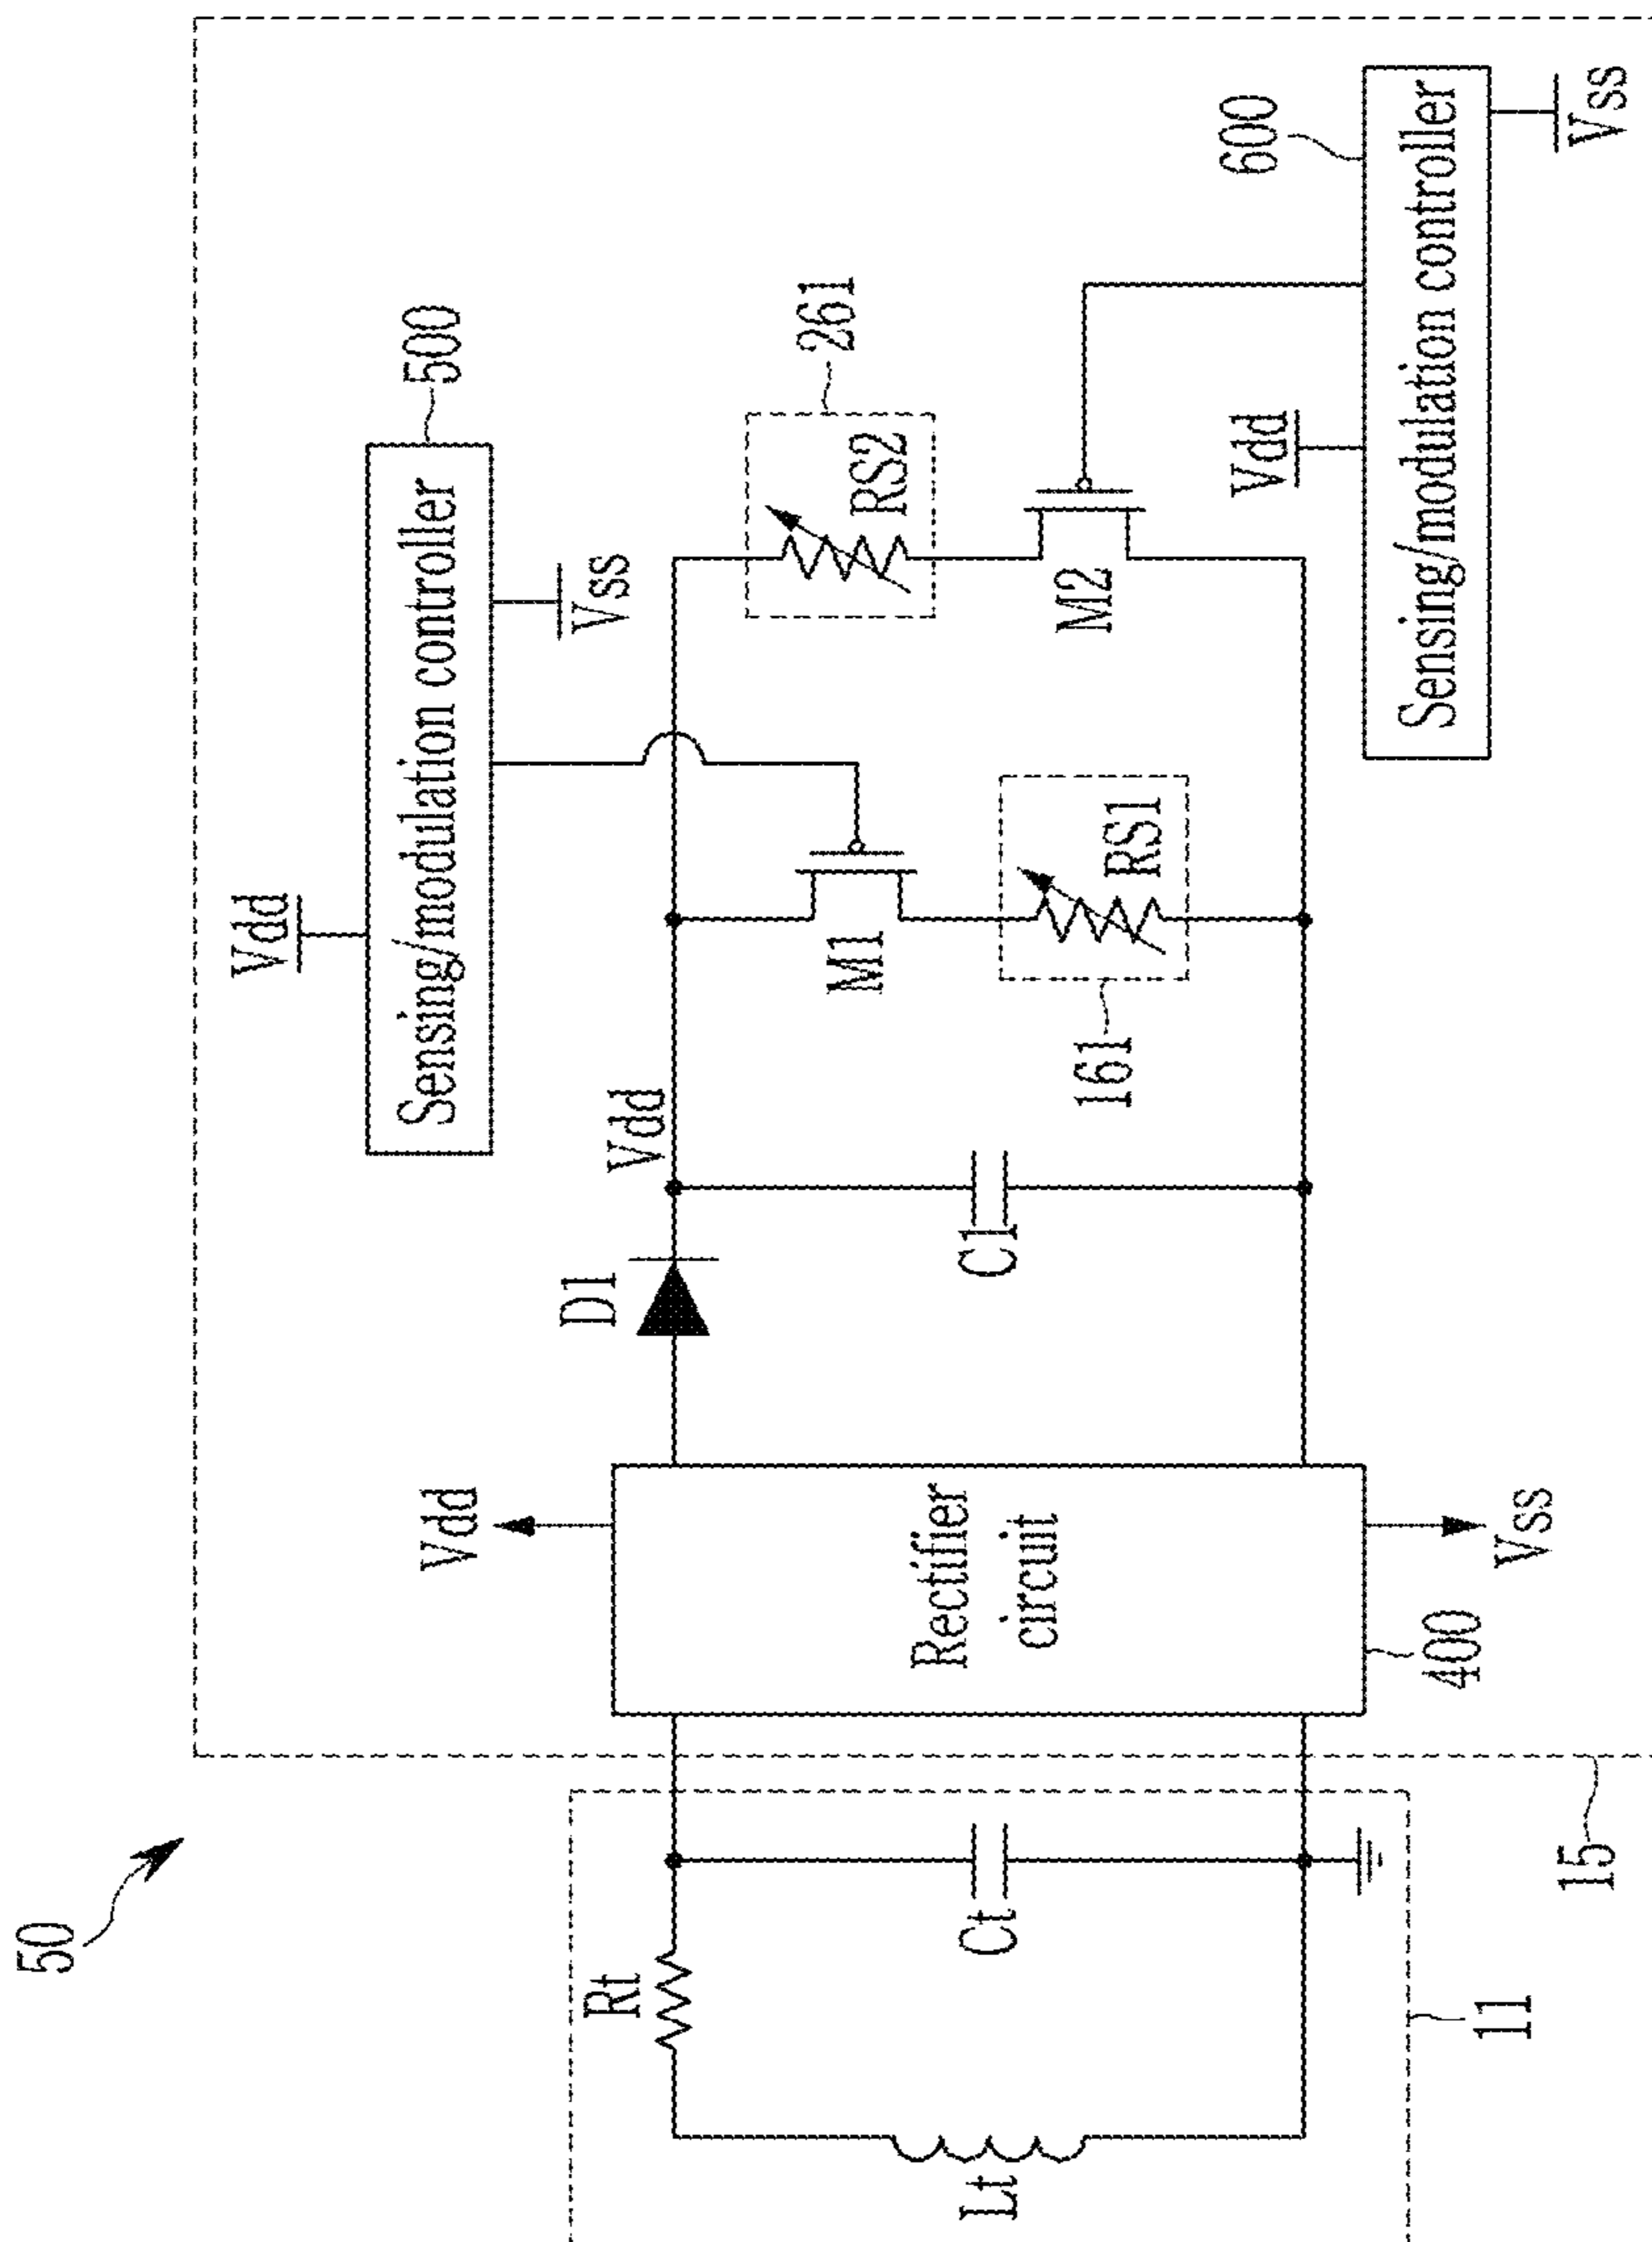 50
Vdd
Sensing/modulation controller
500
Vss
Vdd
Rectifier
circuit
400
Vss
D1
Vdd
C1
M1
RS1
161
RS2
261
M2
Vdd
600
Sensing/modulation controller
Vss
Rt
Ct
Lt
11
15